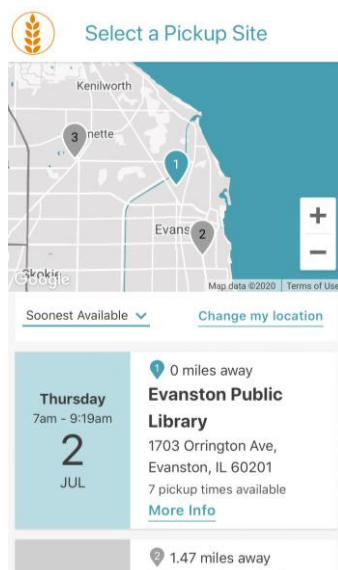 Select a Pickup Site
Kenilworth
3
nette
1
Evans
2
Skokie
Google
+
−
Map data ©2020
Terms of Use
Soonest Available
Change my location
Thursday
7am - 9:19am
2
JUL
1
0 miles away
Evanston Public
Library
1703 Orrington Ave,
Evanston, IL 60201
7 pickup times available
More Info
2
1.47 miles away